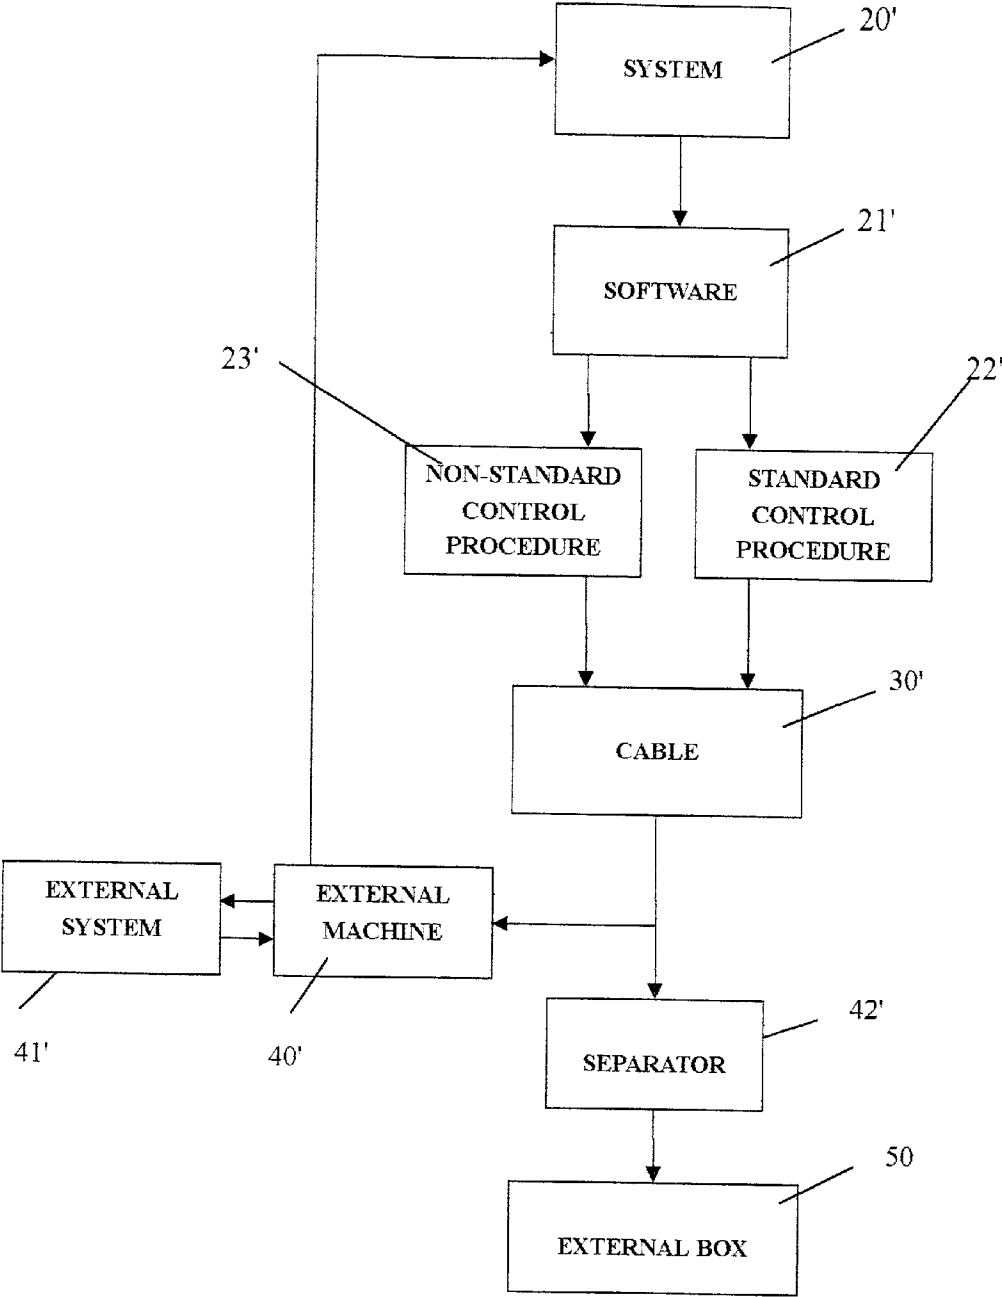 20'
SYSTEM
21'
SOFTWARE
23'
22'
NON-STANDARD
CONTROL
PROCEDURE
STANDARD
CONTROL
PROCEDURE
30'
CABLE
EXTERNAL
SYSTEM
EXTERNAL
MACHINE
41'
40'
42'
SEPARATOR
50
EXTERNAL BOX